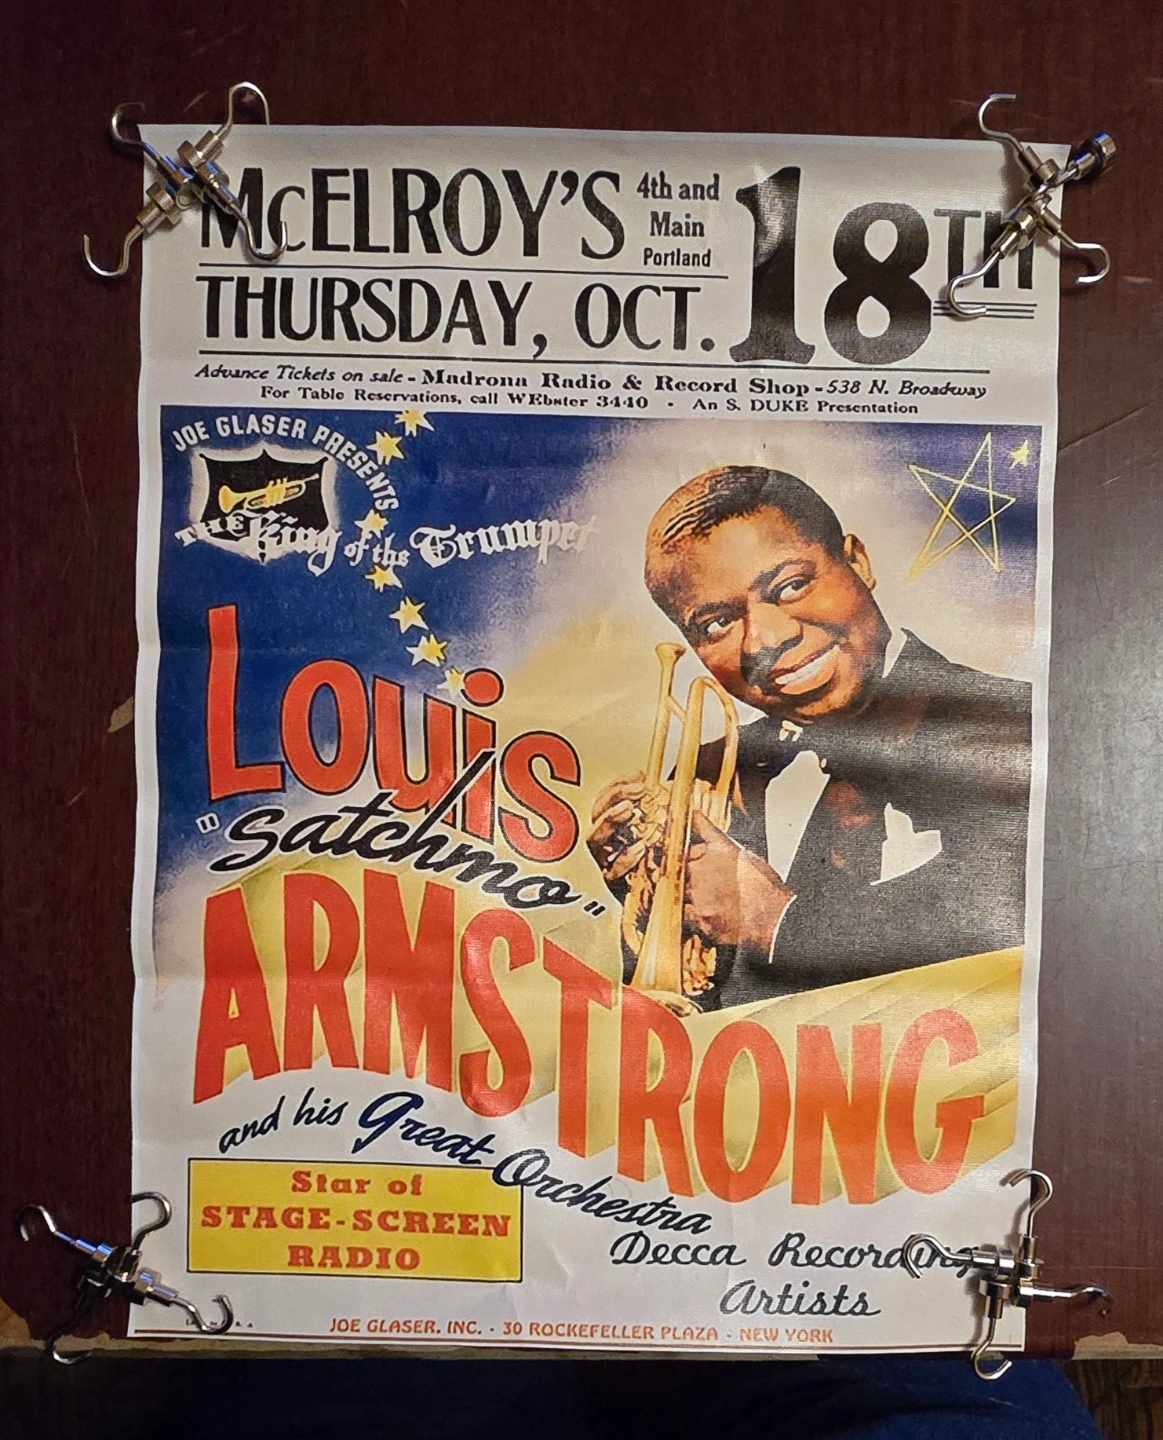 McELROY'S
4th and
Main
Portland
THURSDAY, OCT. 18TH
Advance Tickets on sale - Madrona Radio & Record Shop - 538 N. Broadway
For Table Reservations, call WEbster 3440 • An S. DUKE Presentation
JOE GLASER PRESENTS
THE King of the Trumpet
Louis
"Satchmo"
ARMSTRONG
and his Great Orchestra
Star of
STAGE-SCREEN
RADIO
Decca Recording
Artists
JOE GLASER, INC. • 30 ROCKEFELLER PLAZA - NEW YORK